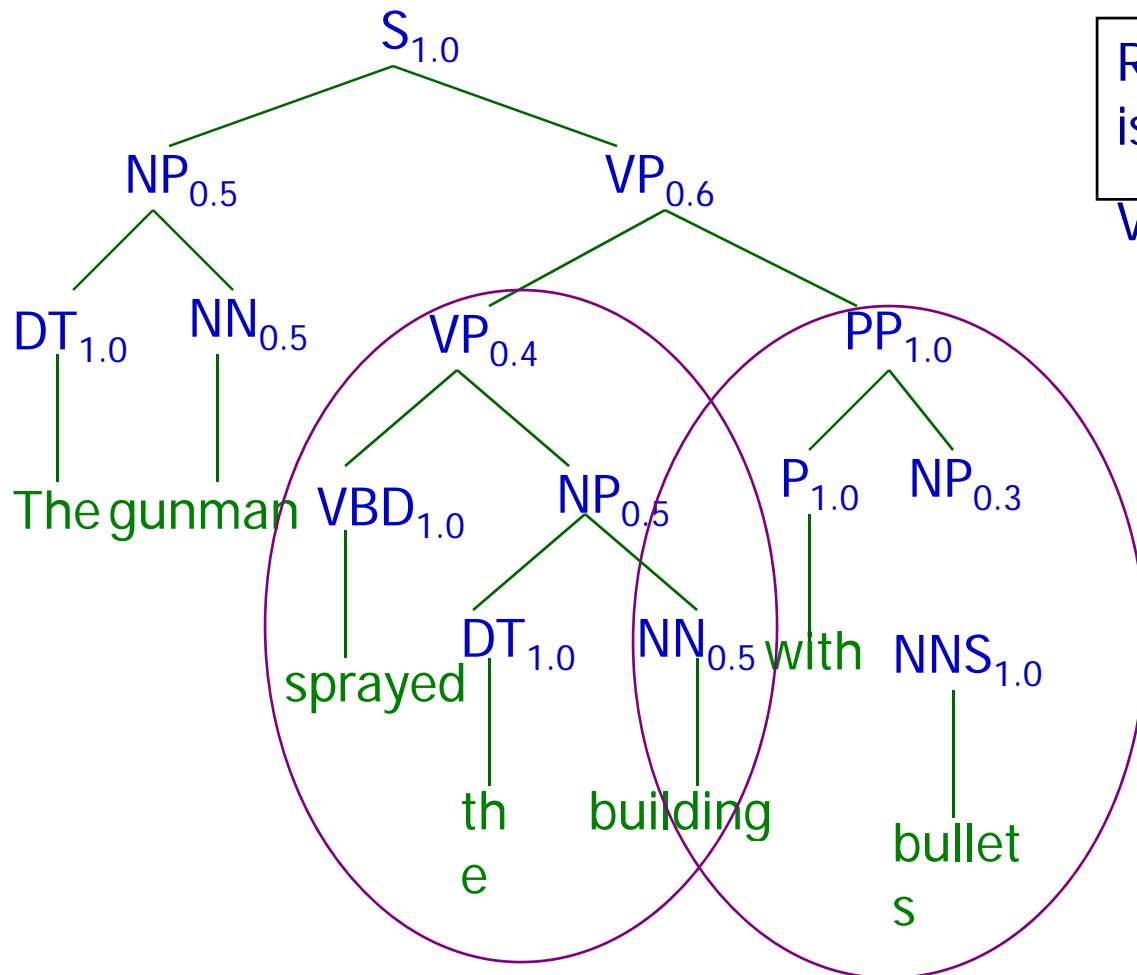 S1.0
R
is
NP0.5 VP0.6
V
DT1.0 NN0.5 VP0.4 PP1.0
The gunman VBD1.0 NP0.5 P1.0 NP0.3
sprayed DT1.0 NN0.5 with NNS1.0
th building
e
bullet
s